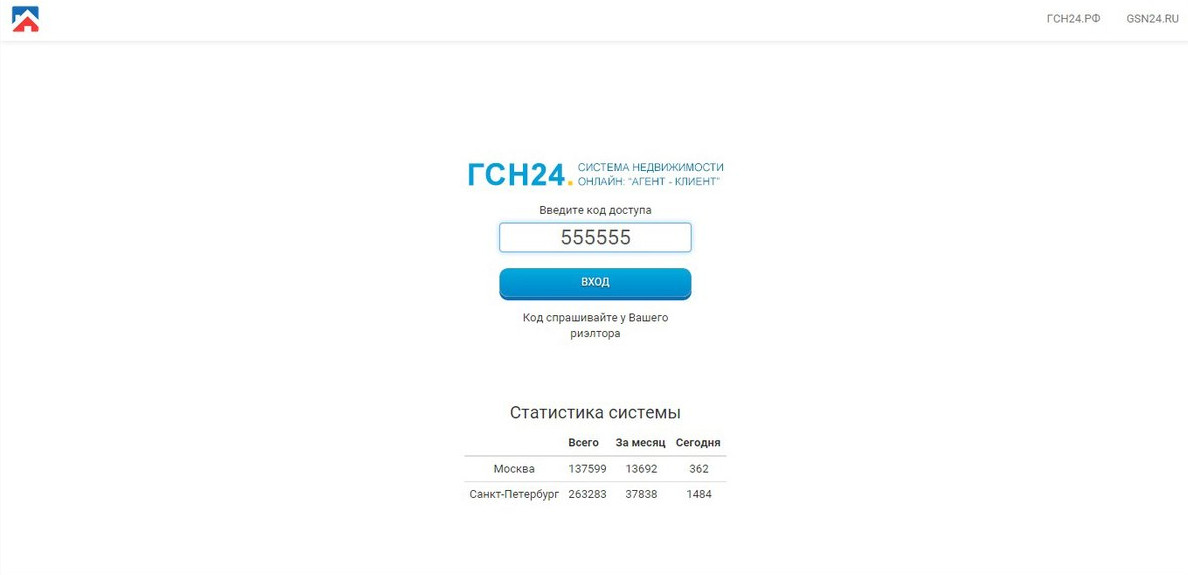 ГСН24.РФ GSN24.RU
ГСН24. СИСТЕМА НЕДВИЖИМОСТИ
ОНЛАЙН: "АГЕНТ - КЛИЕНТ"
Введите код доступа
555555
ВХОД
Код спрашивайте у Вашего
риэлтора
Статистика системы
Всего За месяц Сегодня
Москва 137599 13692 362
Санкт-Петербург 263283 37838 1484